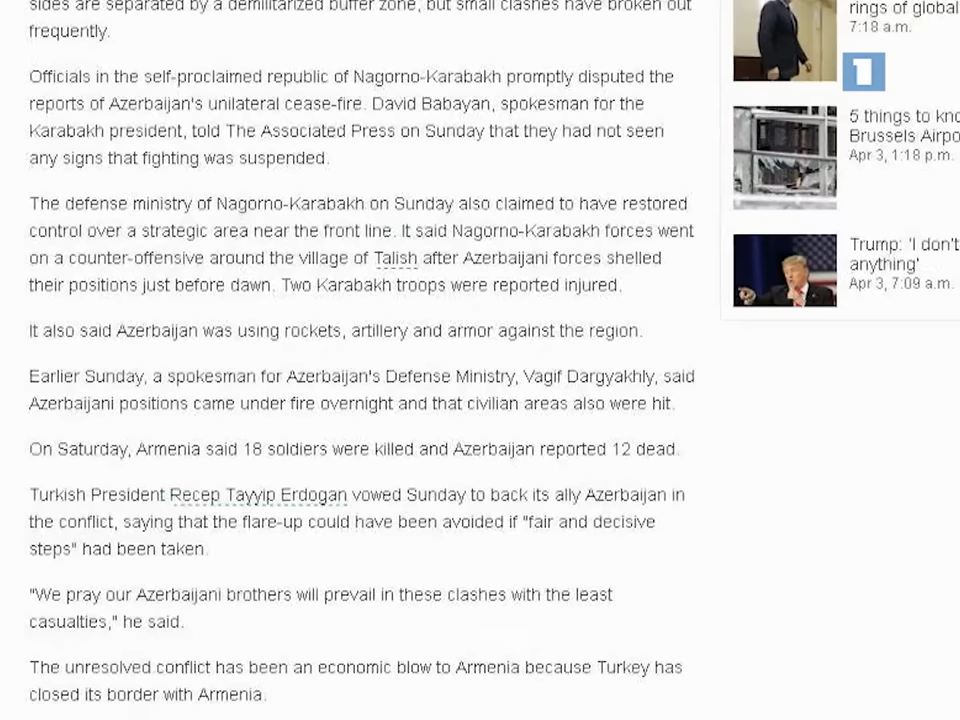 sides are separated by a demilitarized buffer zone, but small clashes have broken out
frequently.
Officials in the self-proclaimed republic of Nagorno-Karabakh promptly disputed the
reports of Azerbaijan's unilateral cease-fire. David Babayan, spokesman for the
Karabakh president, told The Associated Press on Sunday that they had not seen
any signs that fighting was suspended.
The defense ministry of Nagorno-Karabakh on Sunday also claimed to have restored
control over a strategic area near the front line. It said Nagorno-Karabakh forces went
on a counter-offensive around the village of Talish after Azerbaijani forces shelled
their positions just before dawn. Two Karabakh troops were reported injured.
It also said Azerbaijan was using rockets, artillery and armor against the region.
Earlier Sunday, a spokesman for Azerbaijan's Defense Ministry, Vagif Dargyakhly, said
Azerbaijani positions came under fire overnight and that civilian areas also were hit.
On Saturday, Armenia said 18 soldiers were killed and Azerbaijan reported 12 dead.
Turkish President Recep Tayyip Erdogan vowed Sunday to back its ally Azerbaijan in
the conflict, saying that the flare-up could have been avoided if "fair and decisive
steps" had been taken.
"We pray our Azerbaijani brothers will prevail in these clashes with the least
casualties," he said.
The unresolved conflict has been an economic blow to Armenia because Turkey has
closed its border with Armenia.
rings of global
7:18 a.m.
1
5 things to kno
Brussels Airpo
Apr 3, 1:18 p.m.
Trump: 'I don't
anything'
Apr 3, 7:09 a.m.